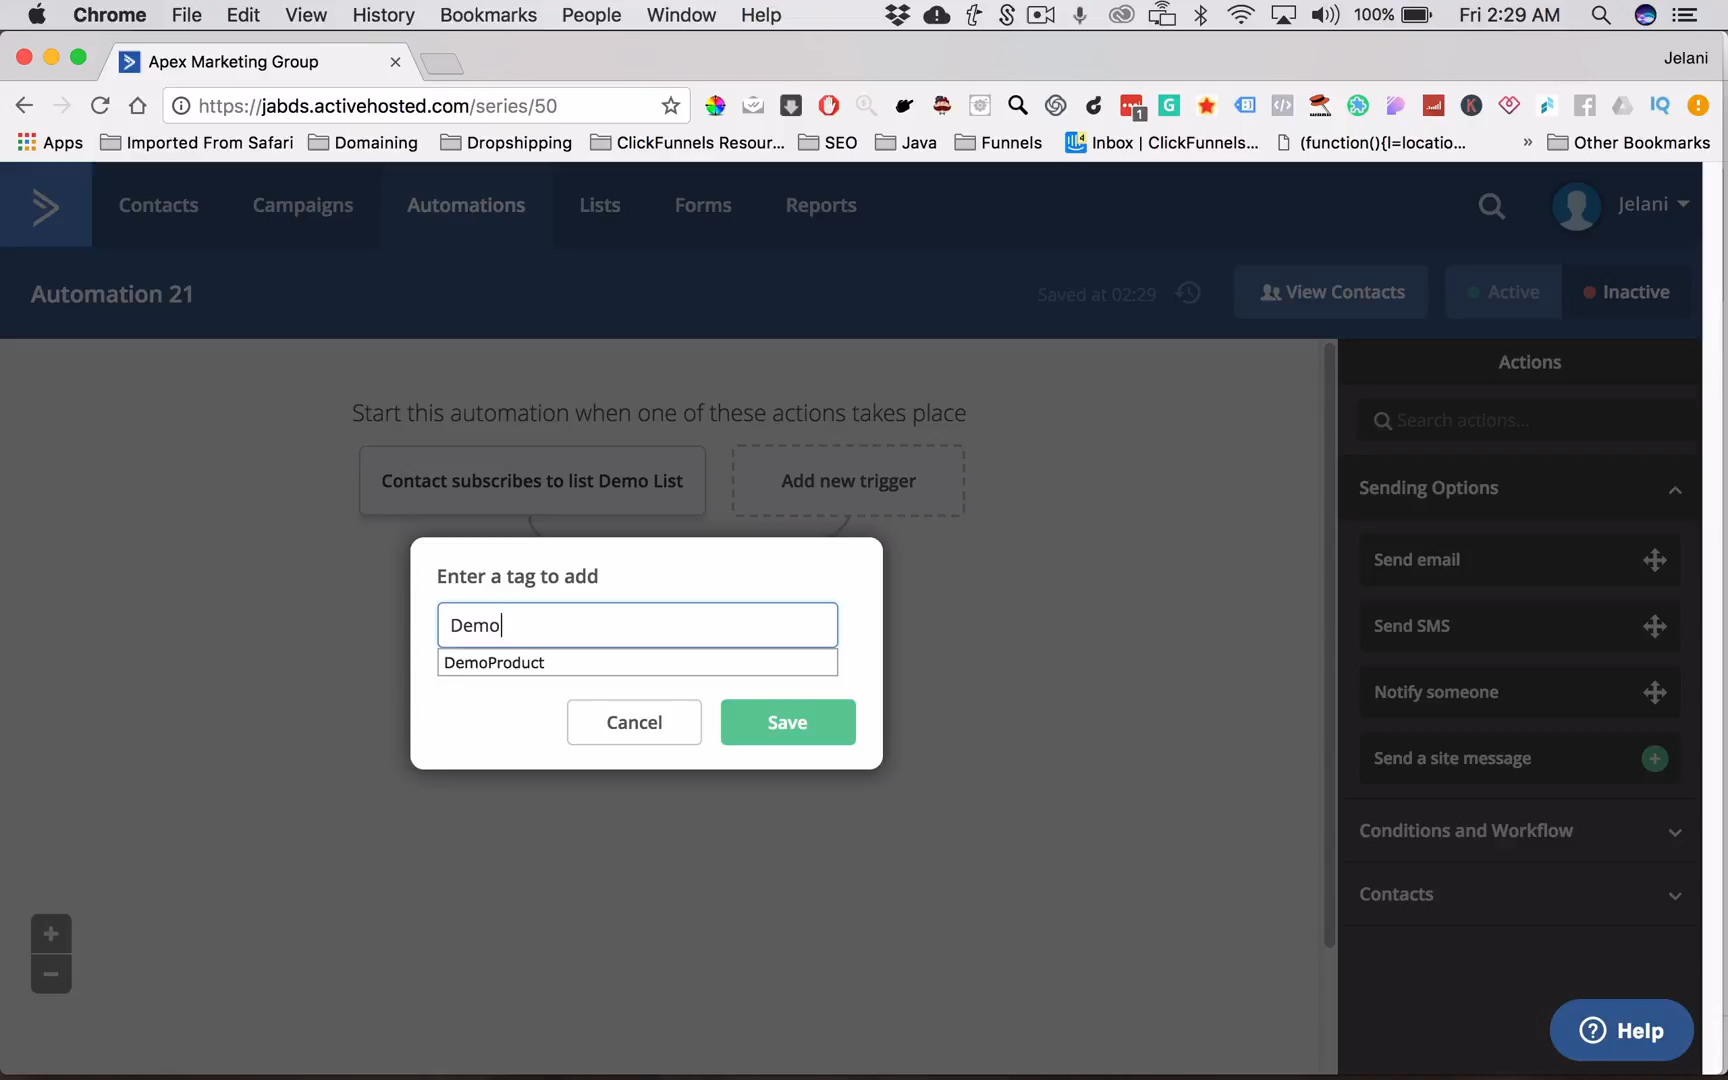 Chrome File Edit View History Bookmarks People Window Help 100% Fri 2:29 AM
Apex Marketing Group Jelani
https://jabds.activehosted.com/series/50
Apps Imported From Safari Domaining Dropshipping ClickFunnels Resour... SEO Java Funnels Inbox | ClickFunnels... (function(){l=locatio... » Other Bookmarks
Contacts Campaigns Automations Lists Forms Reports Jelani
Automation 21 Saved at 02:29 View Contacts Active Inactive
Actions
Start this automation when one of these actions takes place
Search actions...
Contact subscribes to list Demo List Add new trigger
Sending Options
Enter a tag to add
Send email
Demo
Send SMS
DemoProduct
Notify someone
Cancel Save
Send a site message
Conditions and Workflow
Contacts
+
−
? Help